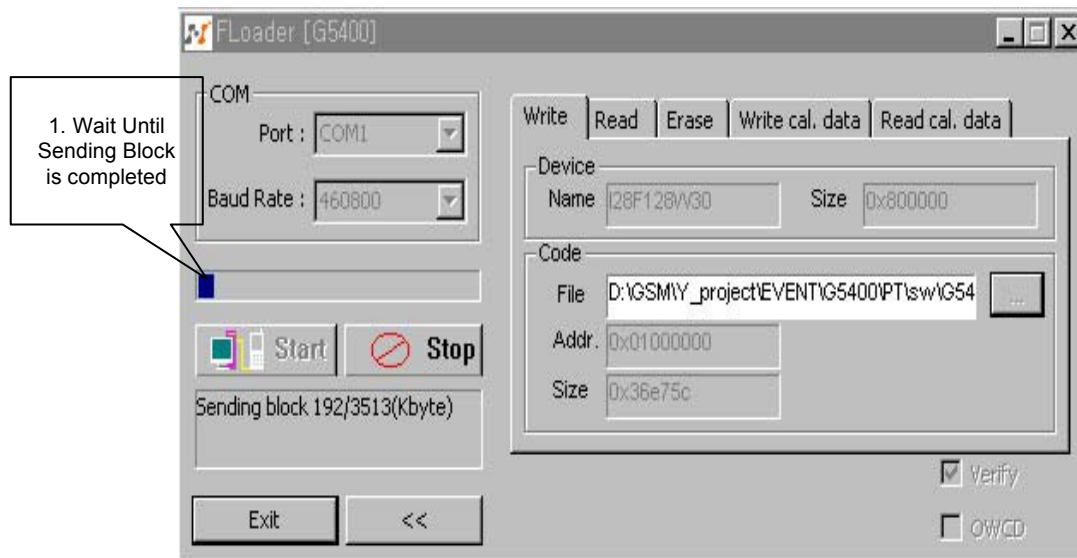 FLoader [G5400]
1. Wait Until
Sending Block
is completed
COM
Port : COM1
Baud Rate : 460800
Start
Stop
Sending block 192/3513(Kbyte)
Exit
<<
Write Read Erase Write cal. data Read cal. data
Device
Name I28F128W30 Size 0x800000
Code
File D:\GSM\Y_project\EVENT\G5400\PT\sw\G54 ...
Addr. 0x01000000
Size 0x36e75c
Verify
OWCD